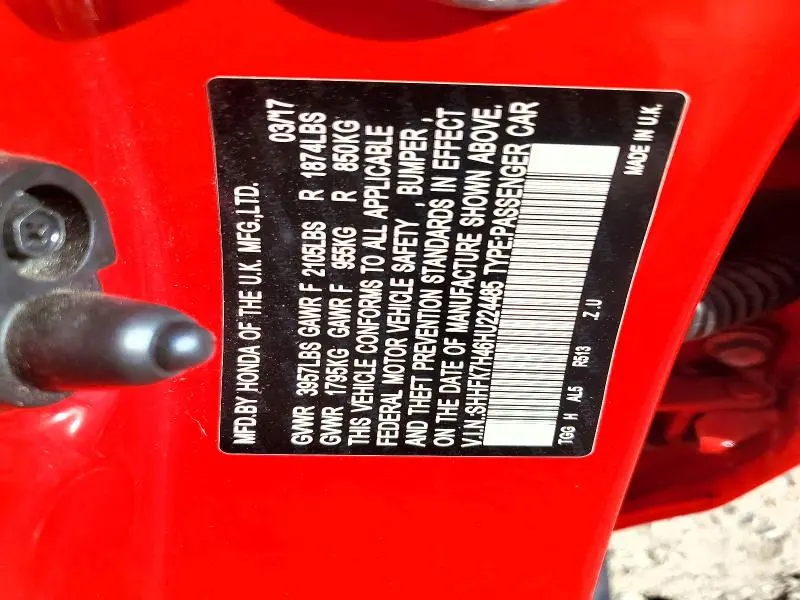 MFD.BY HONDA OF THE U.K. MFG.,LTD.
03/17
GVWR 3957LBS GAWR F 2105LBS R 1874LBS
GVWR 1795KG GAWR F 955KG R 850KG
THIS VEHICLE CONFORMS TO ALL APPLICABLE
FEDERAL MOTOR VEHICLE SAFETY , BUMPER ,
AND THEFT PREVENTION STANDARDS IN EFFECT
ON THE DATE OF MANUFACTURE SHOWN ABOVE.
V.I.N.:SHHFK7H46HU224485 TYPE:PASSENGER CAR
TGG H AL5 R513 Z U
MADE IN U.K.